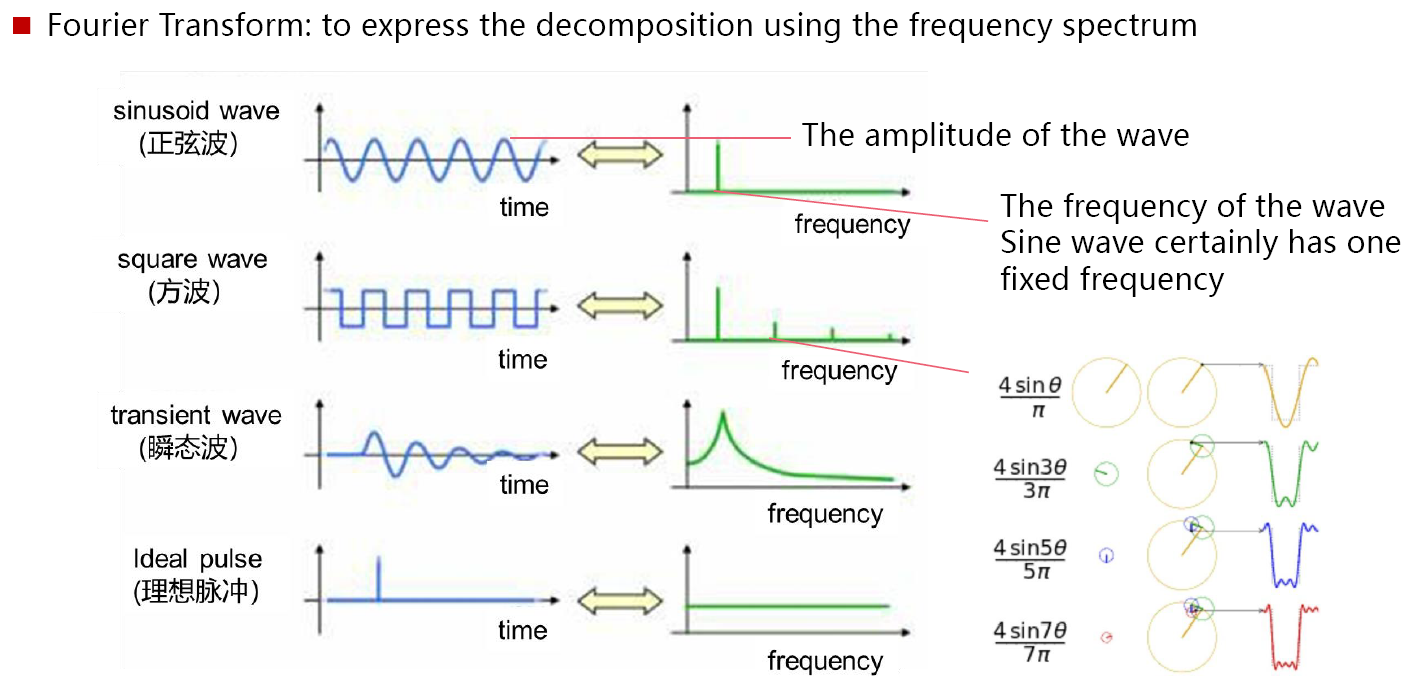 Fourier Transform: to express the decomposition using the frequency spectrum
sinusoid wave
(正弦波)
time
frequency
The amplitude of the wave
The frequency of the wave
Sine wave certainly has one
fixed frequency
square wave
(方波)
time
frequency
transient wave
(瞬态波)
time
frequency
Ideal pulse
(理想脉冲)
time
frequency
4 sin θ
π
4 sin3θ
3π
4 sin5θ
5π
4 sin7θ
7π